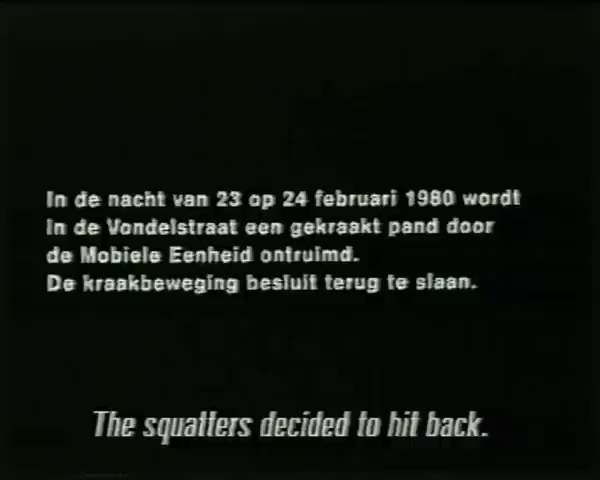 In de nacht van 23 op 24 februari 1980 wordt
In de Vondelstraat een gekraakt pand door
de Mobiele Eenheid ontruimd.
De kraakbeweging besluit terug te slaan.
The squatters decided to hit back.